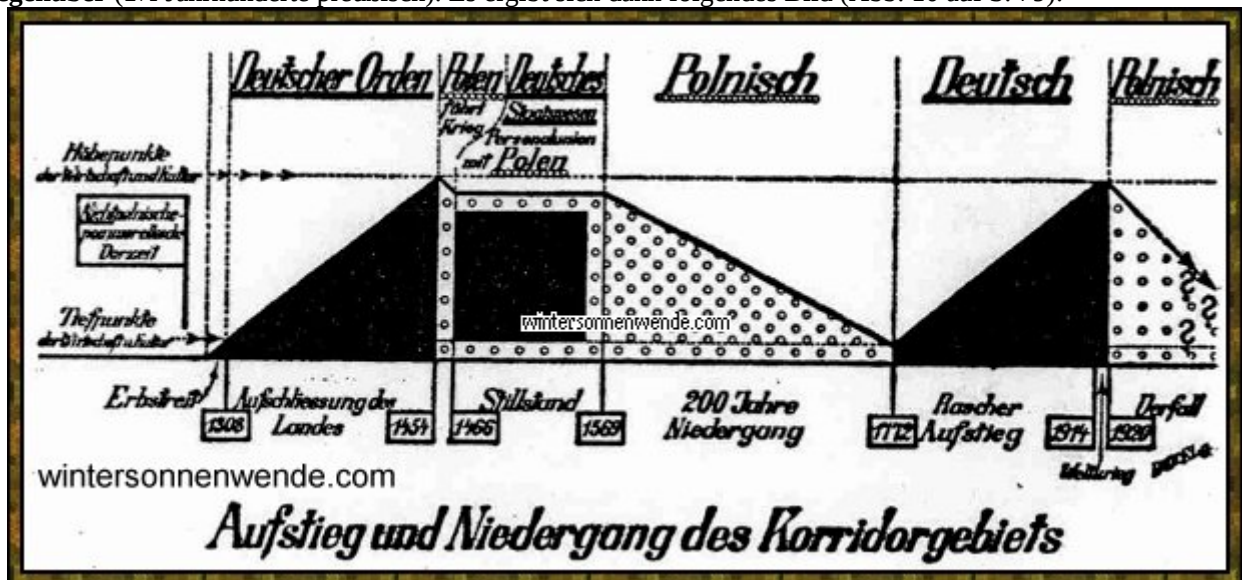 Deutscher Orden Polen Deutsches Polnisch Deutsch Polnisch
führt Krieg
Staatswesen
Personalunion
mit Polen
Höhepunkte
der Wirtschaft und Kultur
Vorzeit
Tiefpunkte
der Wirtschaft u. Kultur
wintersonnenwende.com
Erbstreit
1308
Aufschliessung des
Landes
1454
1466
Stillstand
1569
200 Jahre
Niedergang
1772
Rascher
Aufstieg
1914
1920
Verfall
Weltkrieg
wintersonnenwende.com
Aufstieg und Niedergang des Korridorgebiets